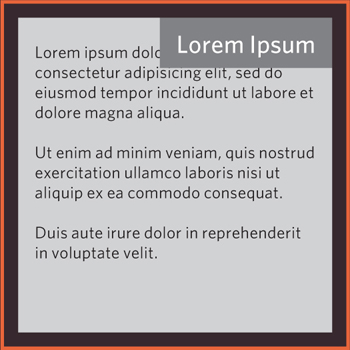 Lorem Ipsum
Lorem ipsum
consectetur adipisicing elit, sed do
eiusmod tempor incididunt ut labore et
dolore magna aliqua.
Ut enim ad minim veniam, quis nostrud
exercitation ullamco laboris nisi ut
aliquip ex ea commodo consequat.
Duis aute irure dolor in reprehenderit
in voluptate velit.